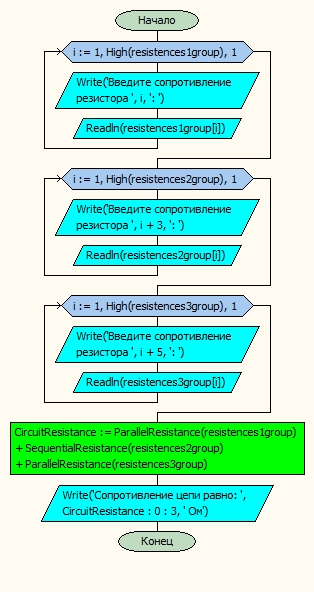 Начало
i := 1, High(resistences1group), 1
Write('Введите сопротивление
резистора ', i, ': ')
Readln(resistences1group[i])
i := 1, High(resistences2group), 1
Write('Введите сопротивление
резистора ', i + 3, ': ')
Readln(resistences2group[i])
i := 1, High(resistences3group), 1
Write('Введите сопротивление
резистора ', i + 5, ': ')
Readln(resistences3group[i])
CircuitResistance := ParallelResistance(resistences1group)
+ SequentialResistance(resistences2group)
+ ParallelResistance(resistences3group)
Write('Сопротивление цепи равно: ',
CircuitResistance : 0 : 3, ' Ом')
Конец